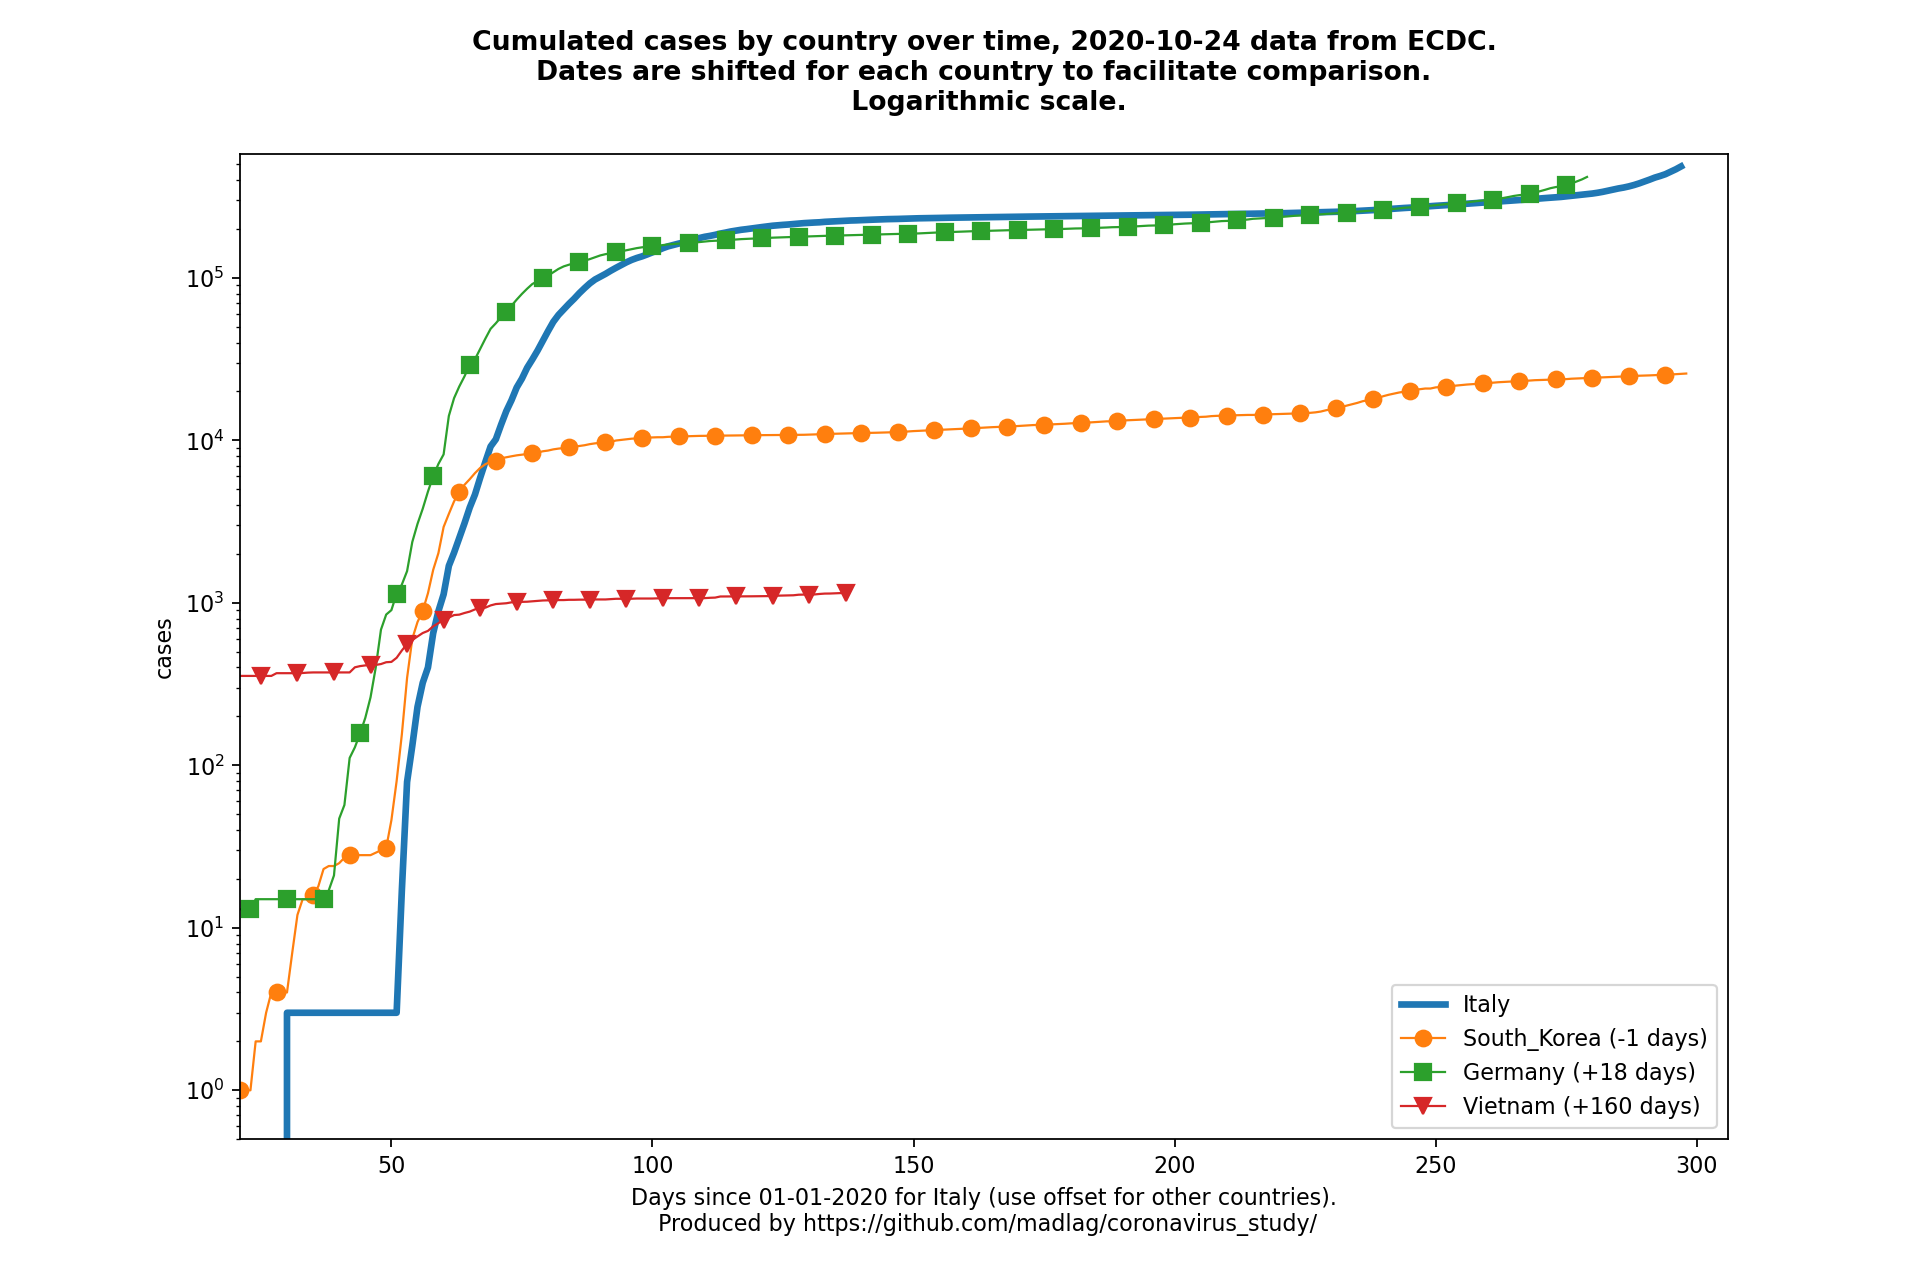 Cumulated cases by country over time, 2020-10-24 data from ECDC.
Dates are shifted for each country to facilitate comparison.
Logarithmic scale.
cases
10^5
10^4
10^3
10^2
10^1
10^0
50
100
150
200
250
300
Italy
South_Korea (-1 days)
Germany (+18 days)
Vietnam (+160 days)
Days since 01-01-2020 for Italy (use offset for other countries).
Produced by https://github.com/madlag/coronavirus_study/